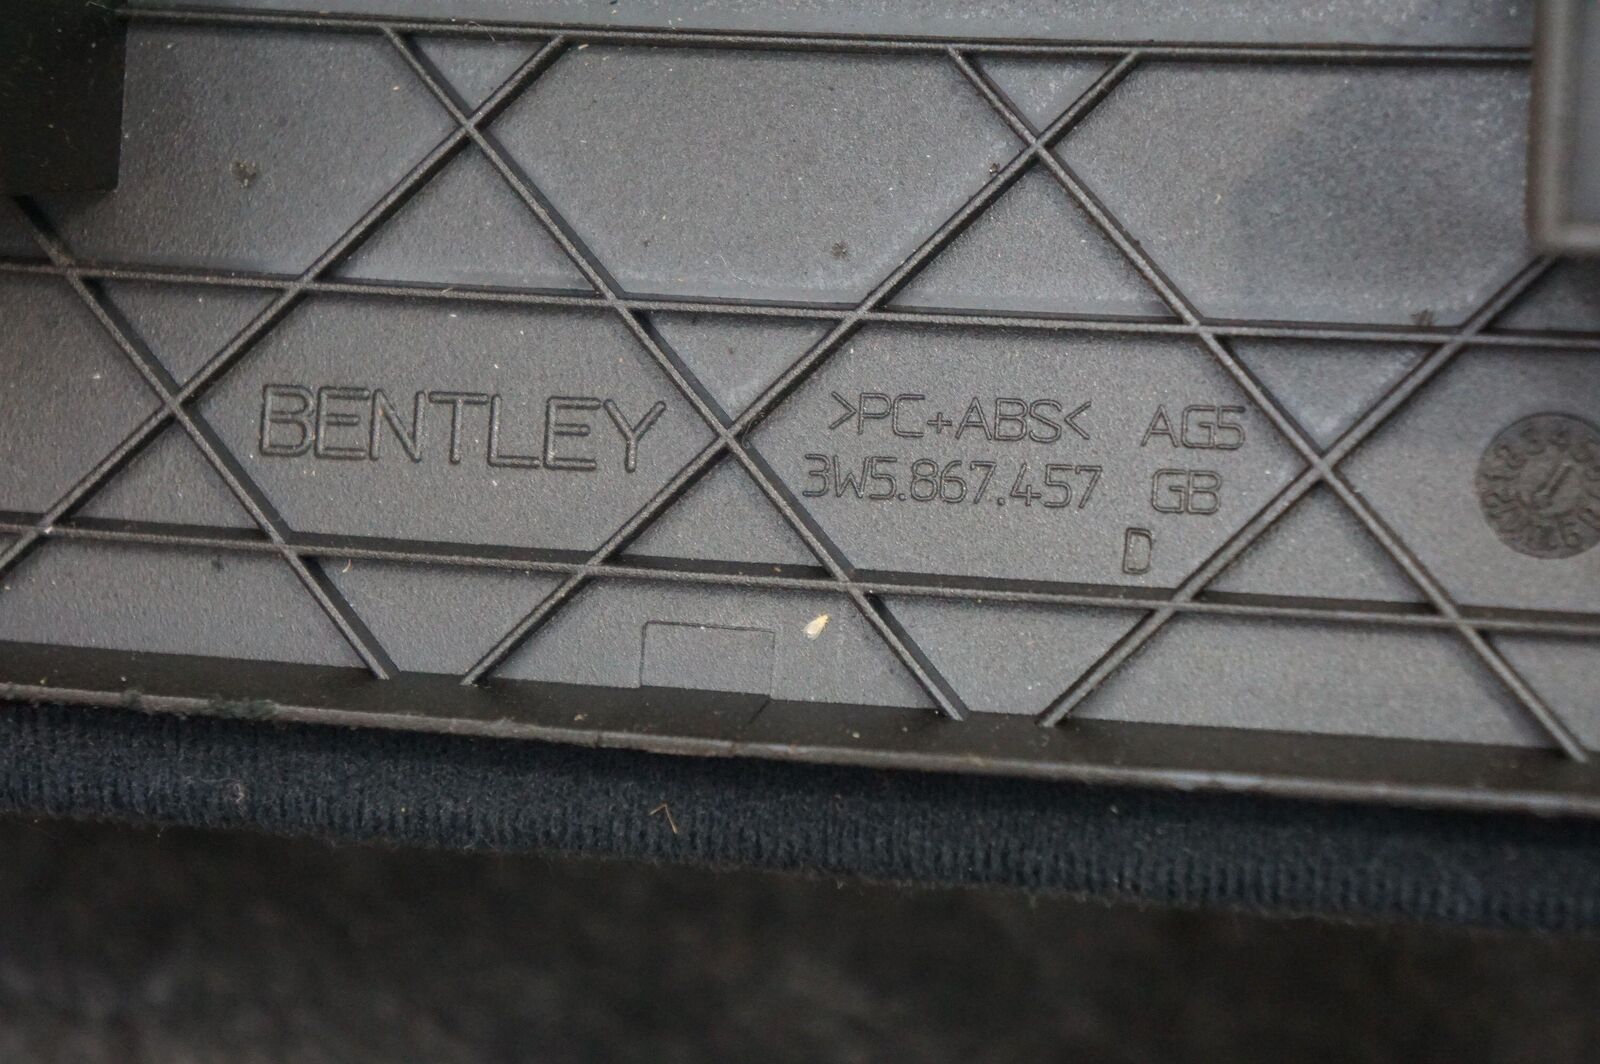 BENTLEY
>PC+ABS< AG5
3W5.867.457 GB
D